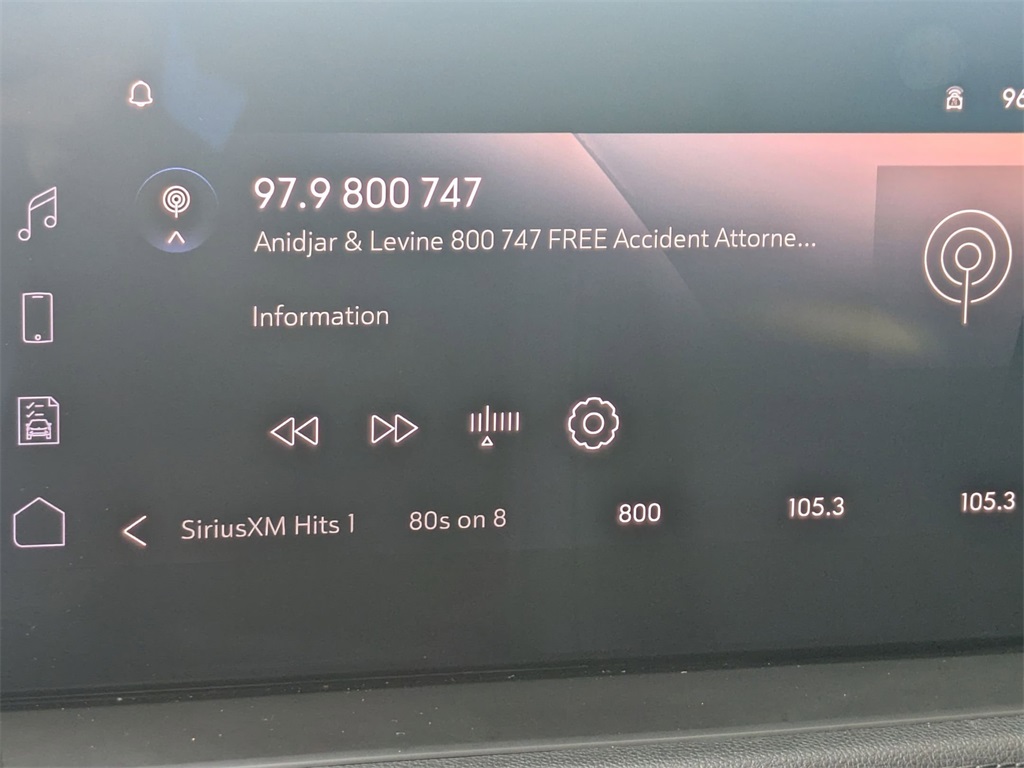 96
97.9 800 747
Anidjar & Levine 800 747 FREE Accident Attorne...
Information
SiriusXM Hits 1 80s on 8 800 105.3 105.3